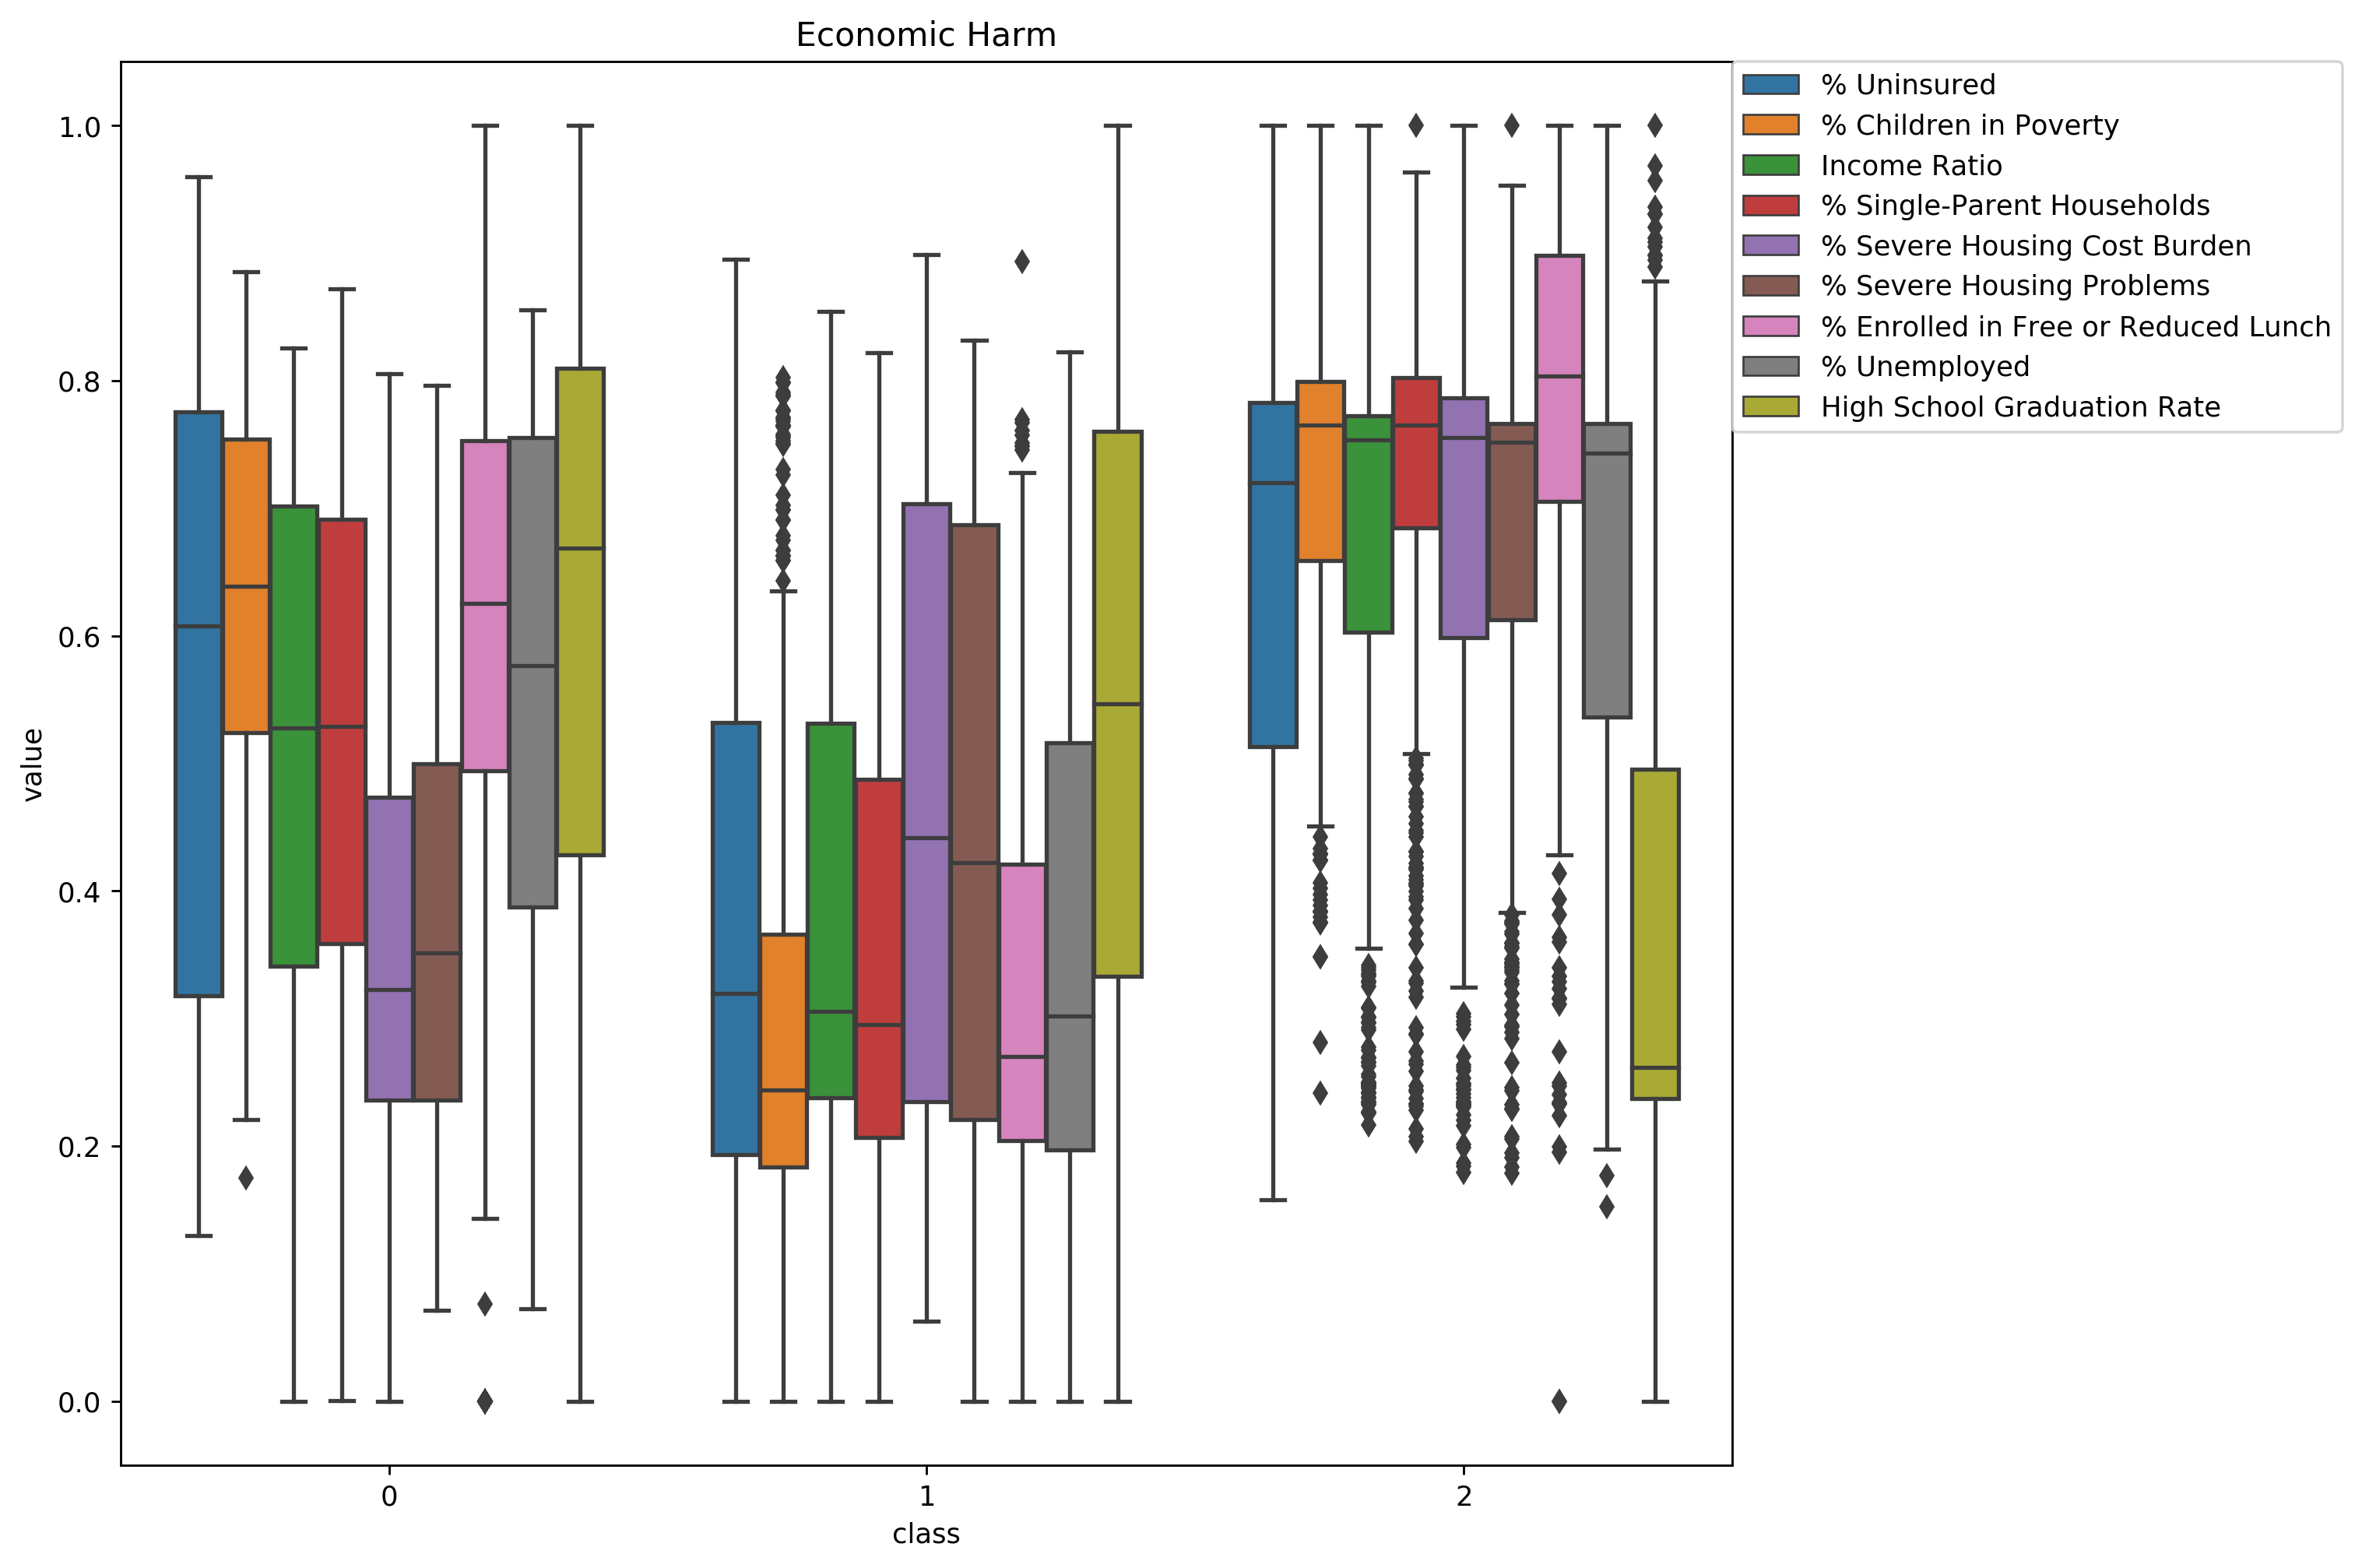 Economic Harm
% Uninsured
% Children in Poverty
Income Ratio
% Single-Parent Households
% Severe Housing Cost Burden
% Severe Housing Problems
% Enrolled in Free or Reduced Lunch
% Unemployed
High School Graduation Rate
1.0
0.8
0.6
0.4
0.2
0.0
value
0 1 2
class